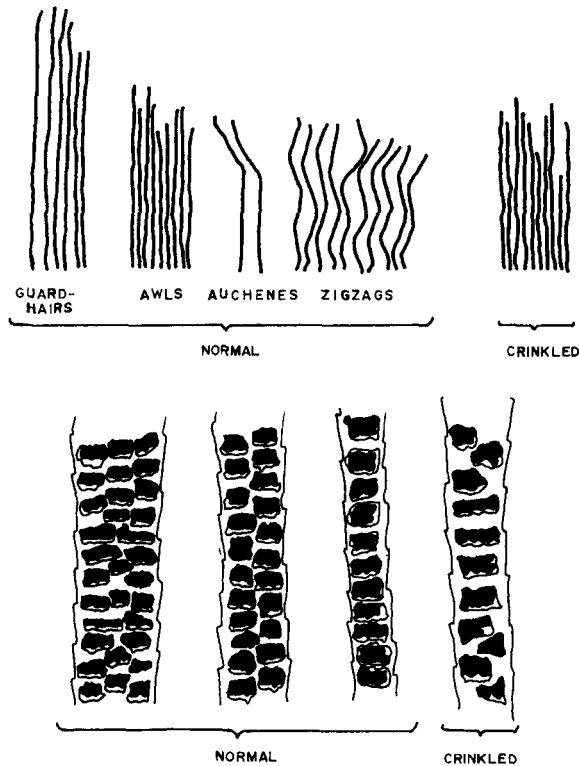 GUARD-
HAIRS
AWLS
AUCHENES
ZIGZAGS
NORMAL
CRINKLED
NORMAL
CRINKLED